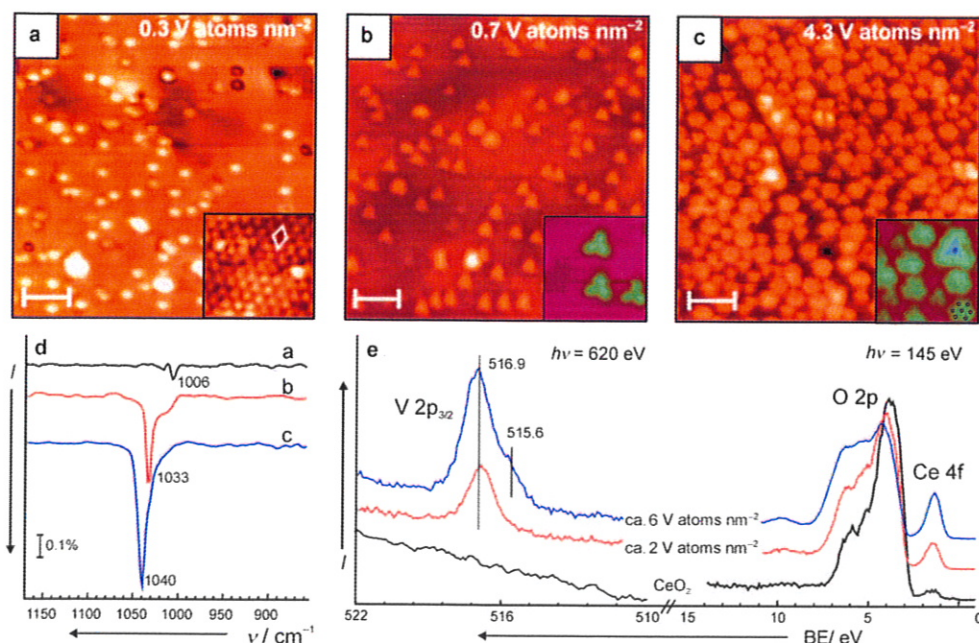 a
0.3 V atoms nm⁻²
b
0.7 V atoms nm⁻²
c
4.3 V atoms nm⁻²
d
a
1006
b
1033
c
1040
0.1%
I
1150 1100 1050 1000 950 900
ν / cm⁻¹
e
hν = 620 eV
hν = 145 eV
V 2p₃/₂
516.9
515.6
O 2p
Ce 4f
ca. 6 V atoms nm⁻²
ca. 2 V atoms nm⁻²
CeO₂
I
522 516 510 15 10 5 0
BE/ eV